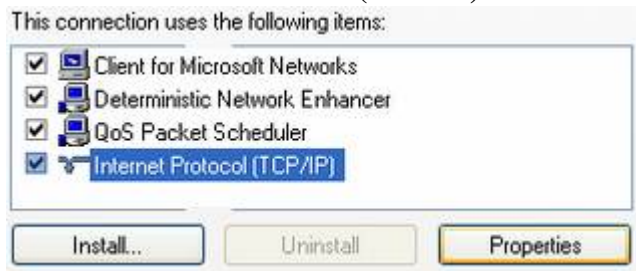 This connection uses the following items:
Client for Microsoft Networks
Deterministic Network Enhancer
QoS Packet Scheduler
Internet Protocol (TCP/IP)
Install... Uninstall Properties